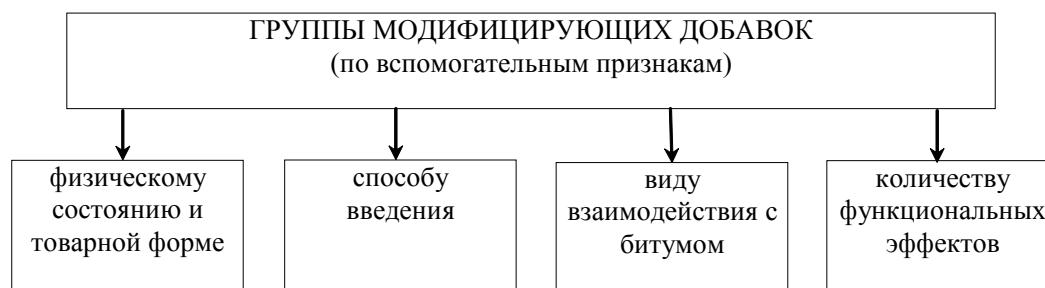 ГРУППЫ МОДИФИЦИРУЮЩИХ ДОБАВОК
(по вспомогательным признакам)
физическому
состоянию и
товарной форме
способу
введения
виду
взаимодействия с
битумом
количеству
функциональных
эффектов